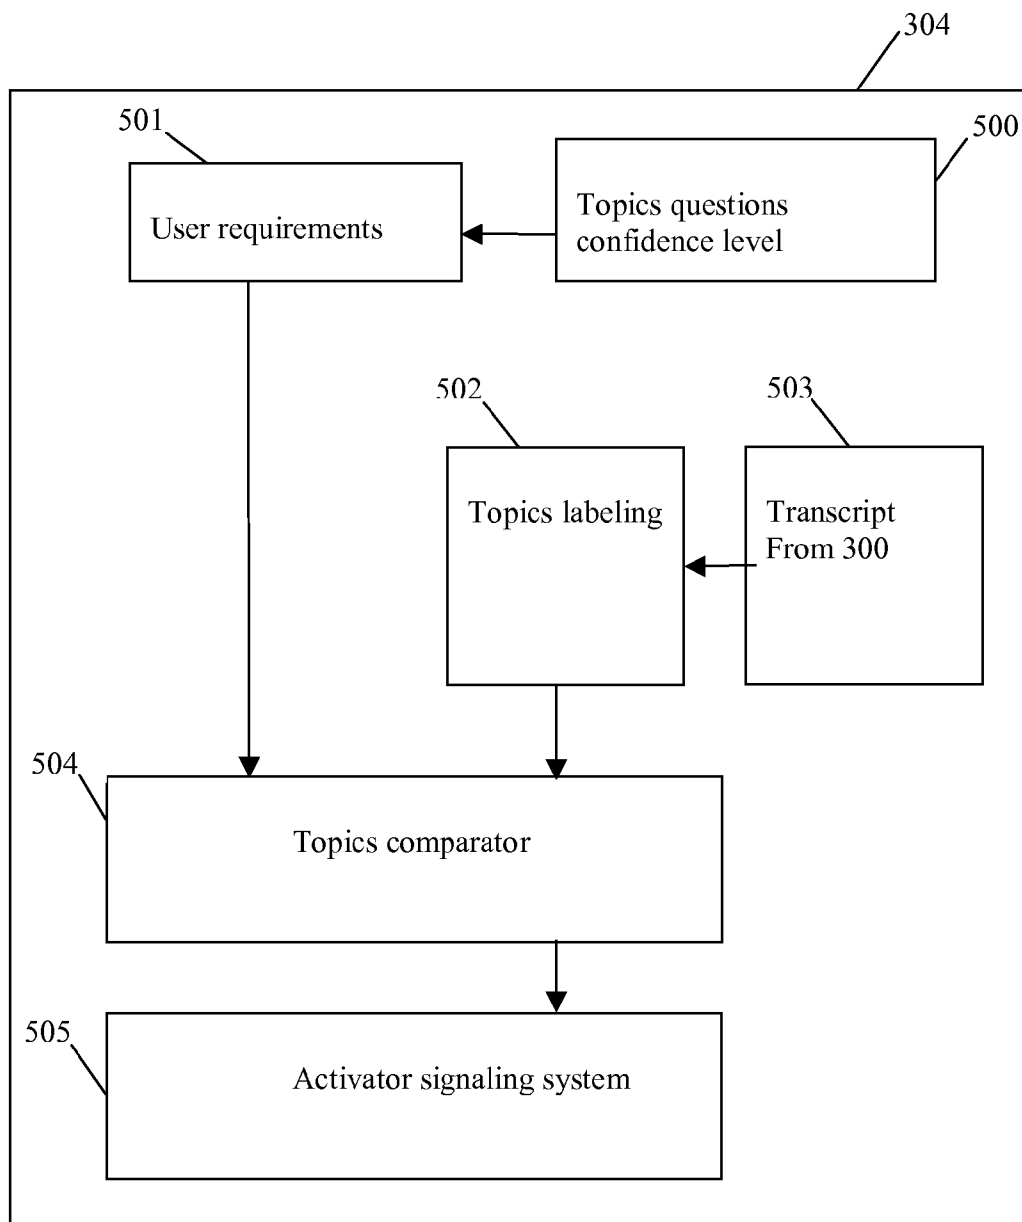 304
501
500
User requirements
Topics questions
confidence level
502
503
Topics labeling
Transcript
From 300
504
Topics comparator
505
Activator signaling system